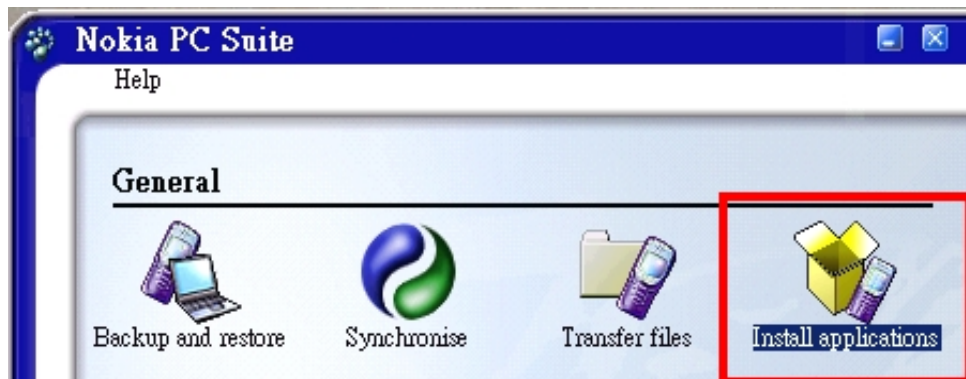 Nokia PC Suite
Help
General
Backup and restore
Synchronise
Transfer files
Install applications